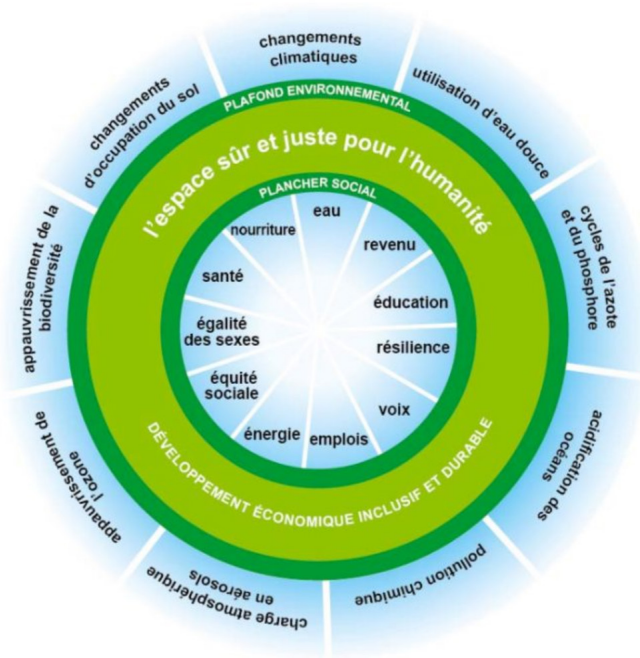 changements
climatiques
utilisation d'eau douce
cycles de l'azote
et du phosphore
acidification des
océans
pollution chimique
charge atmosphérique
en aérosols
appauvrissement de
l'ozone
appauvrissement de la
biodiversité
changements
d'occupation du sol
PLAFOND ENVIRONNEMENTAL
l'espace sûr et juste pour l'humanité
PLANCHER SOCIAL
eau
revenu
éducation
résilience
voix
emplois
énergie
équité
sociale
égalité
des sexes
santé
nourriture
DÉVELOPPEMENT ÉCONOMIQUE INCLUSIF ET DURABLE